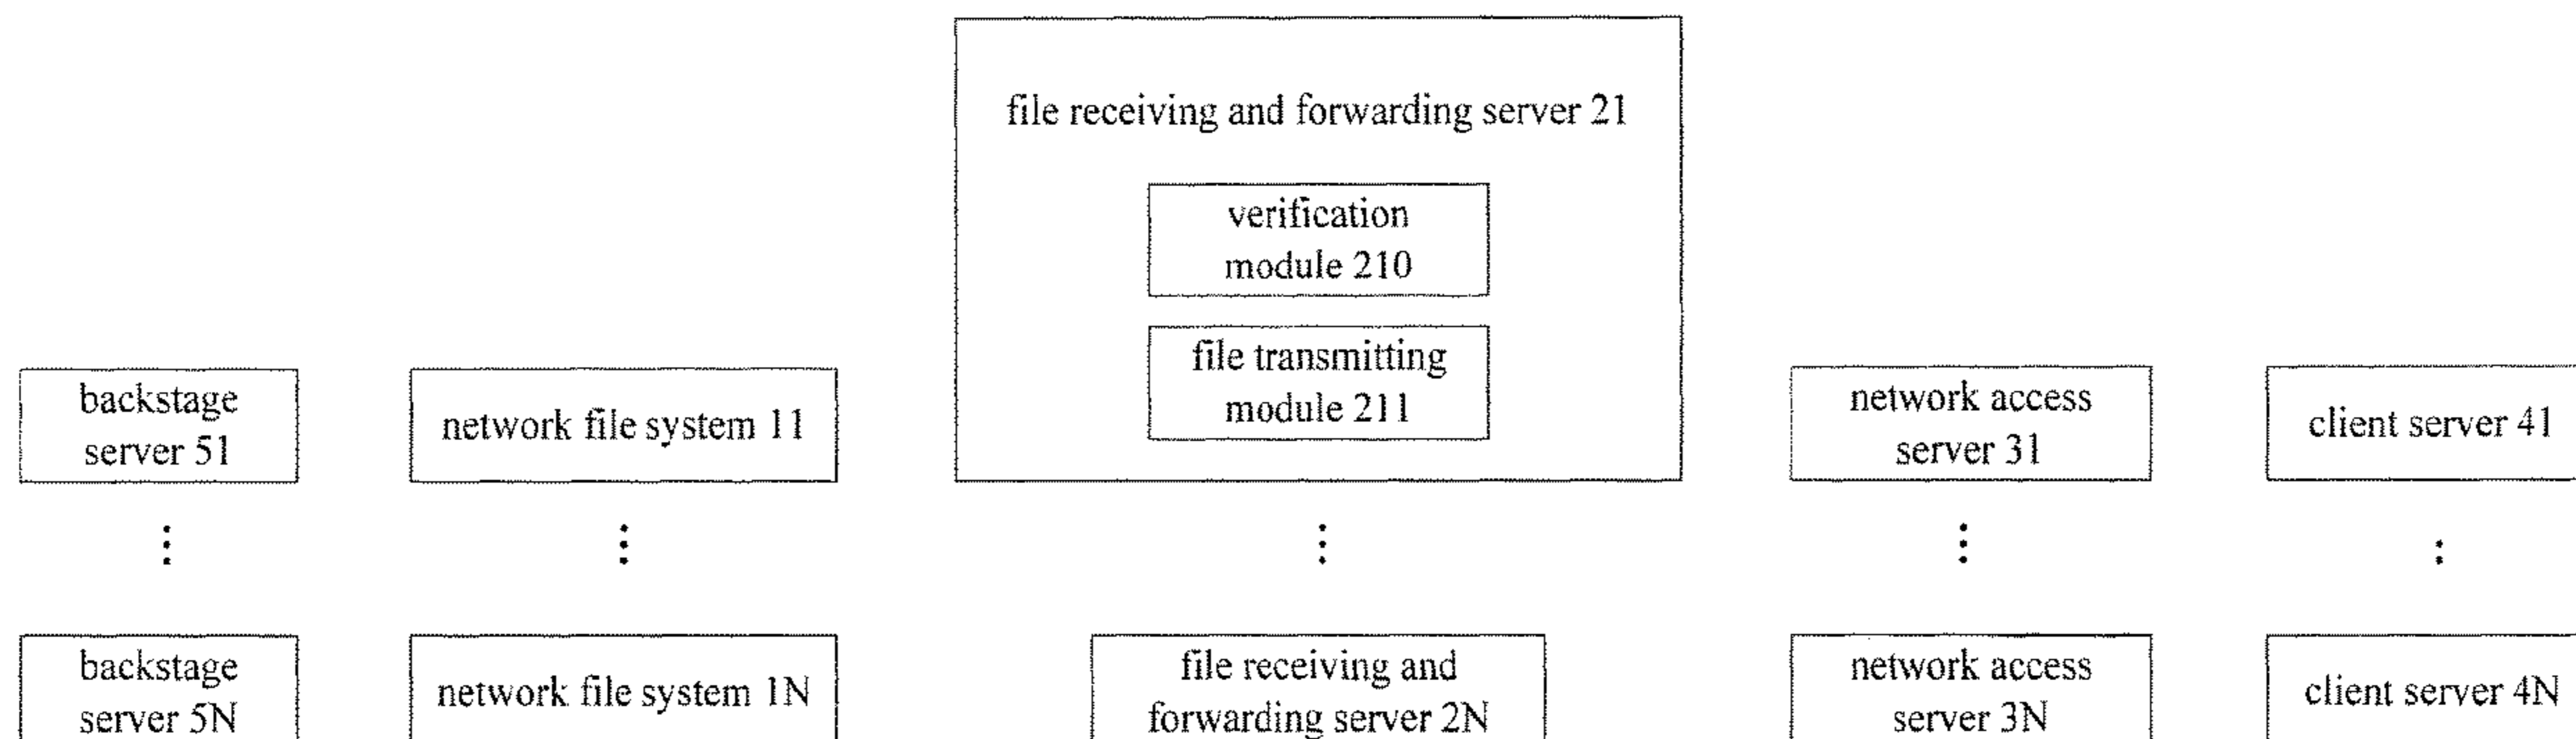 file receiving and forwarding server 21
verification
module 210
file transmitting
module 211
backstage
server 51
network file system 11
network access
server 31
client server 41
backstage
server 5N
network file system 1N
file receiving and
forwarding server 2N
network access
server 3N
client server 4N